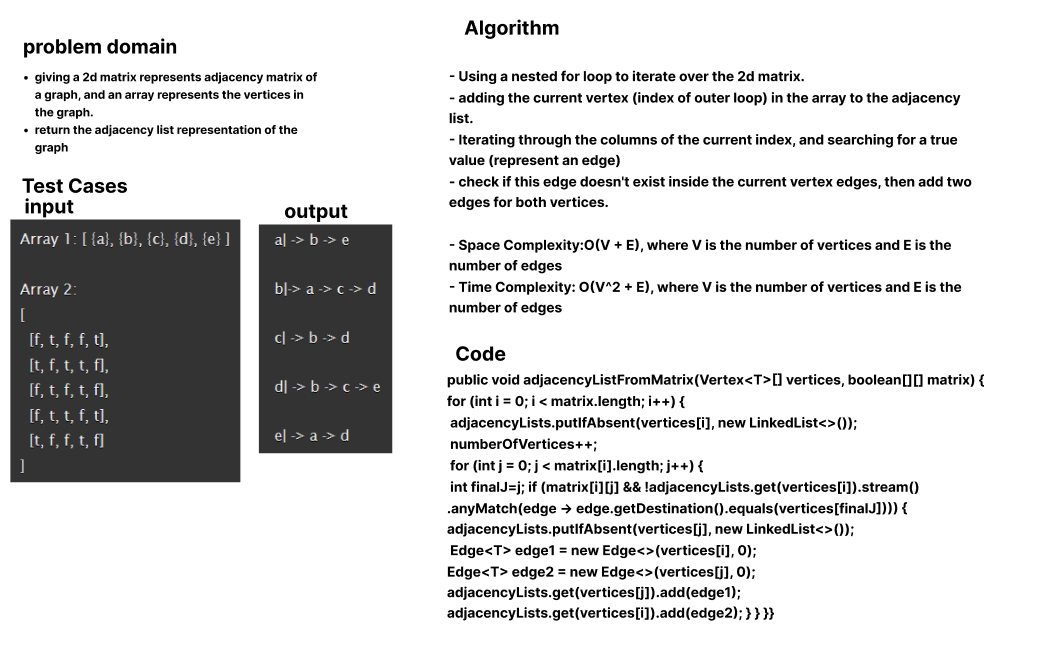 problem domain
• giving a 2d matrix represents adjacency matrix of
a graph, and an array represents the vertices in
the graph.
• return the adjacency list representation of the
graph
Test Cases
input
Array 1: [ {a}, {b}, {c}, {d}, {e} ]
Array 2:
[
[f, t, f, f, t],
[t, f, t, t, f],
[f, t, f, t, f],
[f, t, t, f, t],
[t, f, f, t, f]
]
output
a| -> b -> e
b|-> a -> c -> d
c| -> b -> d
d| -> b -> c -> e
e| -> a -> d
Algorithm
- Using a nested for loop to iterate over the 2d matrix.
- adding the current vertex (index of outer loop) in the array to the adjacency
list.
- Iterating through the columns of the current index, and searching for a true
value (represent an edge)
- check if this edge doesn't exist inside the current vertex edges, then add two
edges for both vertices.
- Space Complexity:O(V + E), where V is the number of vertices and E is the
number of edges
- Time Complexity: O(V^2 + E), where V is the number of vertices and E is the
number of edges
Code
public void adjacencyListFromMatrix(Vertex<T>[] vertices, boolean[][] matrix) {
for (int i = 0; i < matrix.length; i++) {
adjacencyLists.putIfAbsent(vertices[i], new LinkedList<>());
numberOfVertices++;
for (int j = 0; j < matrix[i].length; j++) {
int finalJ=j; if (matrix[i][j] && !adjacencyLists.get(vertices[i]).stream()
.anyMatch(edge → edge.getDestination().equals(vertices[finalJ]))) {
adjacencyLists.putIfAbsent(vertices[j], new LinkedList<>());
Edge<T> edge1 = new Edge<>(vertices[i], 0);
Edge<T> edge2 = new Edge<>(vertices[j], 0);
adjacencyLists.get(vertices[j]).add(edge1);
adjacencyLists.get(vertices[i]).add(edge2); } } }}